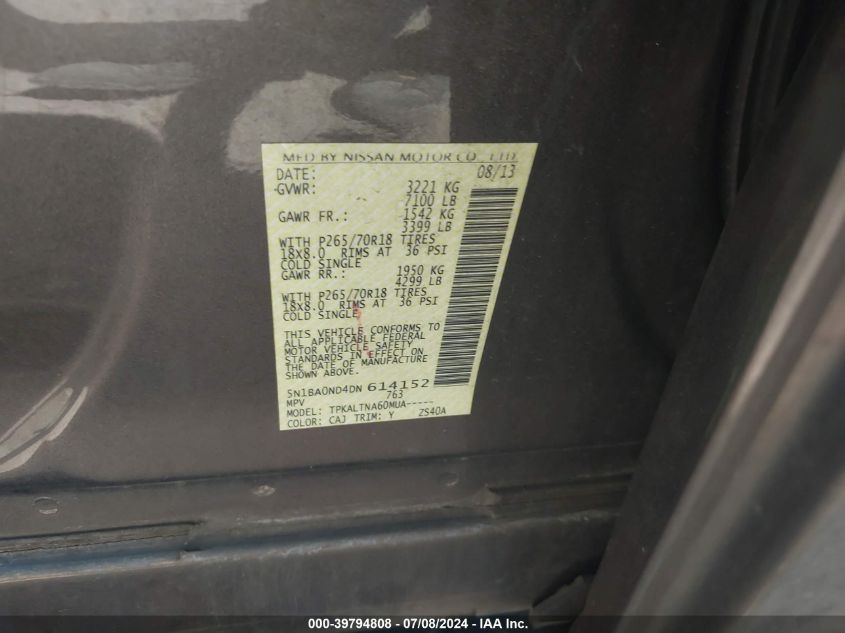 MFD BY NISSAN MOTOR CO., LTD.
DATE: 08/13
GVWR: 3221 KG
7100 LB
GAWR FR.: 1542 KG
3399 LB
WITH P265/70R18 TIRES
18x8.0 RIMS AT 36 PSI
COLD SINGLE
GAWR RR.: 1950 KG
4299 LB
WITH P265/70R18 TIRES
18x8.0 RIMS AT 36 PSI
COLD SINGLE
THIS VEHICLE CONFORMS TO
ALL APPLICABLE FEDERAL
MOTOR VEHICLE SAFETY
STANDARDS IN EFFECT ON
THE DATE OF MANUFACTURE
SHOWN ABOVE.
5N1BA0ND4DN 614152
MPV 763
MODEL: TPKALTNA60MUA-----
COLOR: CAJ TRIM: Y ZS40A
000-39794808 - 07/08/2024 - IAA Inc.